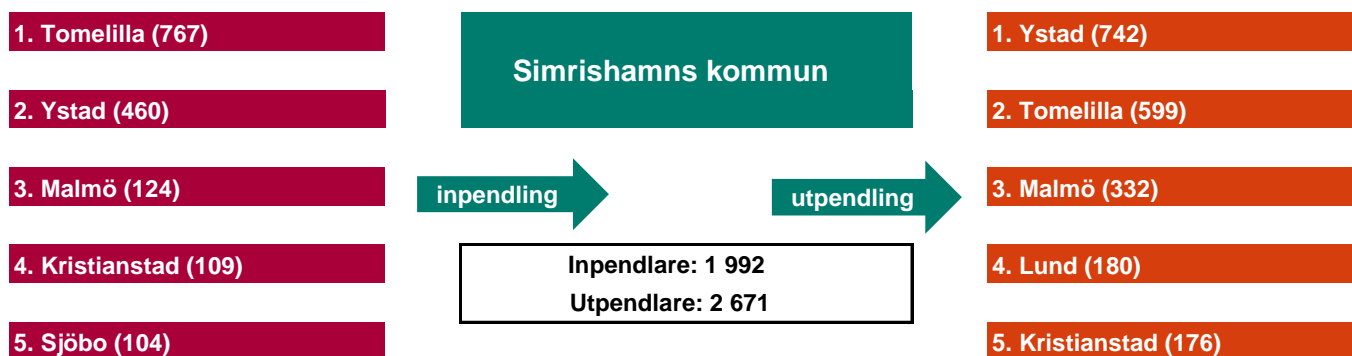 1. Tomelilla (767)
2. Ystad (460)
3. Malmö (124)
4. Kristianstad (109)
5. Sjöbo (104)
Simrishamns kommun
inpendling
utpendling
Inpendlare: 1 992
Utpendlare: 2 671
1. Ystad (742)
2. Tomelilla (599)
3. Malmö (332)
4. Lund (180)
5. Kristianstad (176)